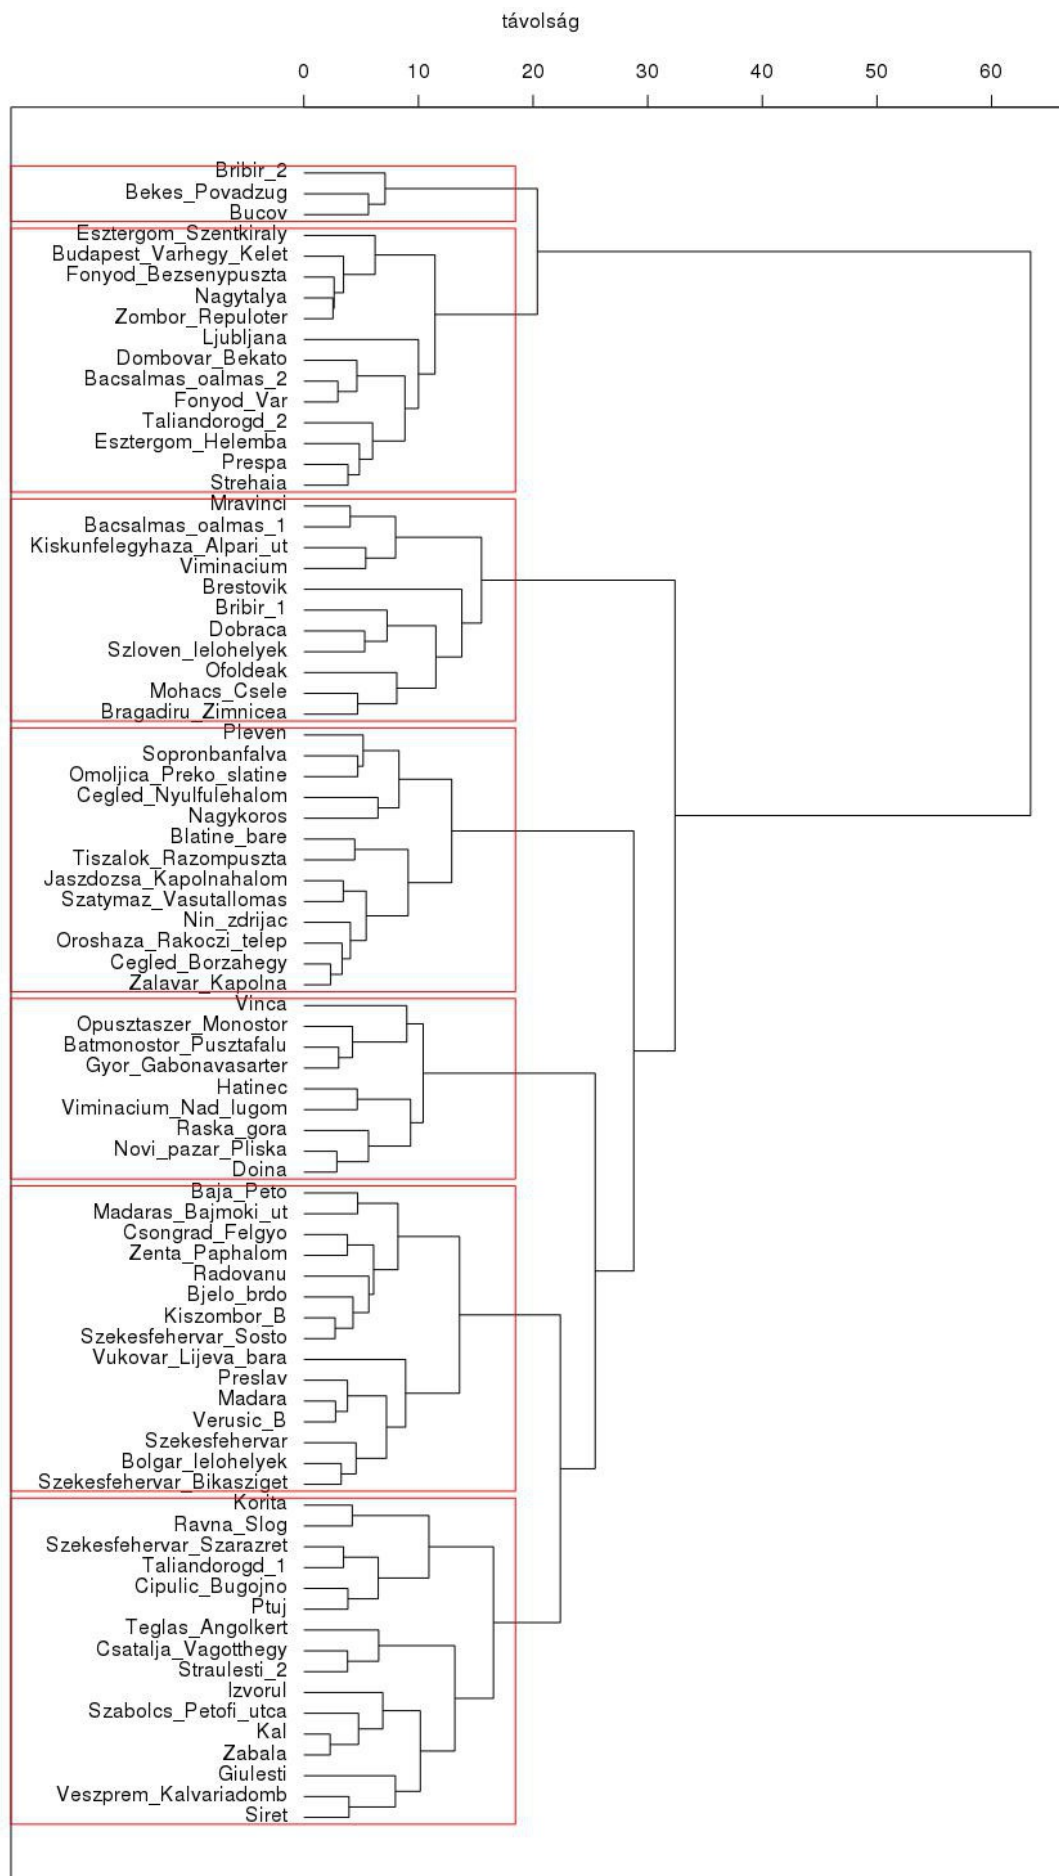 távolság
0 10 20 30 40 50 60
Bribir_2
Bekes_Povadzug
Bucov
Esztergom_Szentkiraly
Budapest_Varhegy_Kelet
Fonyod_Bezsenypuszta
Nagytalya
Zombor_Repuloter
Ljubljana
Dombovar_Bekato
Bacsalmas_oalmas_2
Fonyod_Var
Taliandorogd_2
Esztergom_Helemba
Prespa
Strehaia
Mravinci
Bacsalmas_oalmas_1
Kiskunfelegyhaza_Alpari_ut
Viminacium
Brestovik
Bribir_1
Dobraca
Szloven_lelohelyek
Ofoldeak
Mohacs_Csele
Bragadiru_Zimnicea
Pleven
Sopronbanfalva
Omoljica_Preko_slatine
Cegled_Nyulfulehalom
Nagykoros
Blatine_bare
Tiszalok_Razompuszta
Jaszdozsa_Kapolnahalom
Szatymaz_Vasutallomas
Nin_zdrijac
Oroshaza_Rakoczi_telep
Cegled_Borzahegy
Zalavar_Kapolna
Vinca
Opusztaszer_Monostor
Batmonostor_Pusztafalu
Gyor_Gabonavasarter
Hatinec
Viminacium_Nad_lugom
Raska_gora
Novi_pazar_Pliska
Doina
Baja_Peto
Madaras_Bajmoki_ut
Csongrad_Felgyo
Zenta_Paphalom
Radovanu
Bjelo_brdo
Kiszombor_B
Szekesfehervar_Sosto
Vukovar_Lijeva_bara
Preslav
Madara
Verusic_B
Szekesfehervar
Bolgar_lelohelyek
Szekesfehervar_Bikasziget
Korita
Ravna_Slog
Szekesfehervar_Szarazret
Taliandorogd_1
Cipulic_Bugojno
Ptuj
Teglas_Angolkert
Csatalja_Vagotthegy
Straulesti_2
Izvorul
Szabolcs_Petofi_utca
Kal
Zabala
Giulesti
Veszprem_Kalvariadomb
Siret